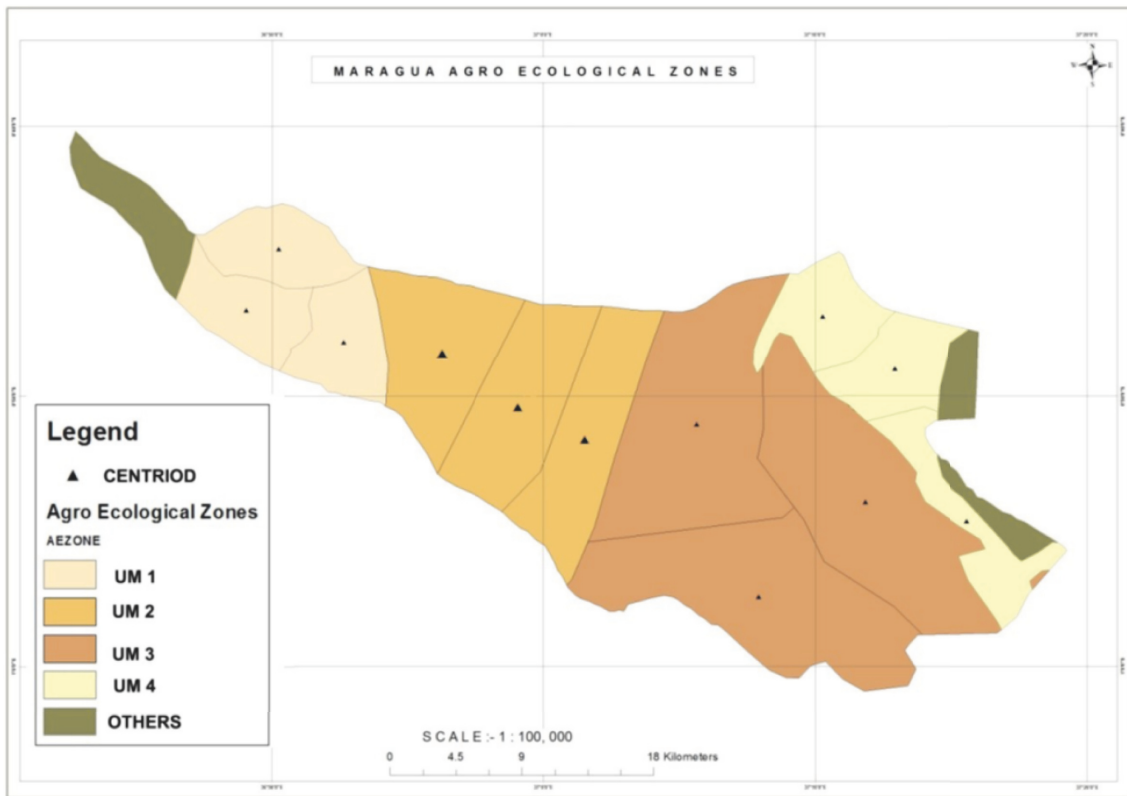 MARAGUA AGRO ECOLOGICAL ZONES
N
W E
S
Legend
CENTRIOD
Agro Ecological Zones
AEZONE
UM 1
UM 2
UM 3
UM 4
OTHERS
SCALE :- 1 : 100,000
0 4.5 9 18 Kilometers